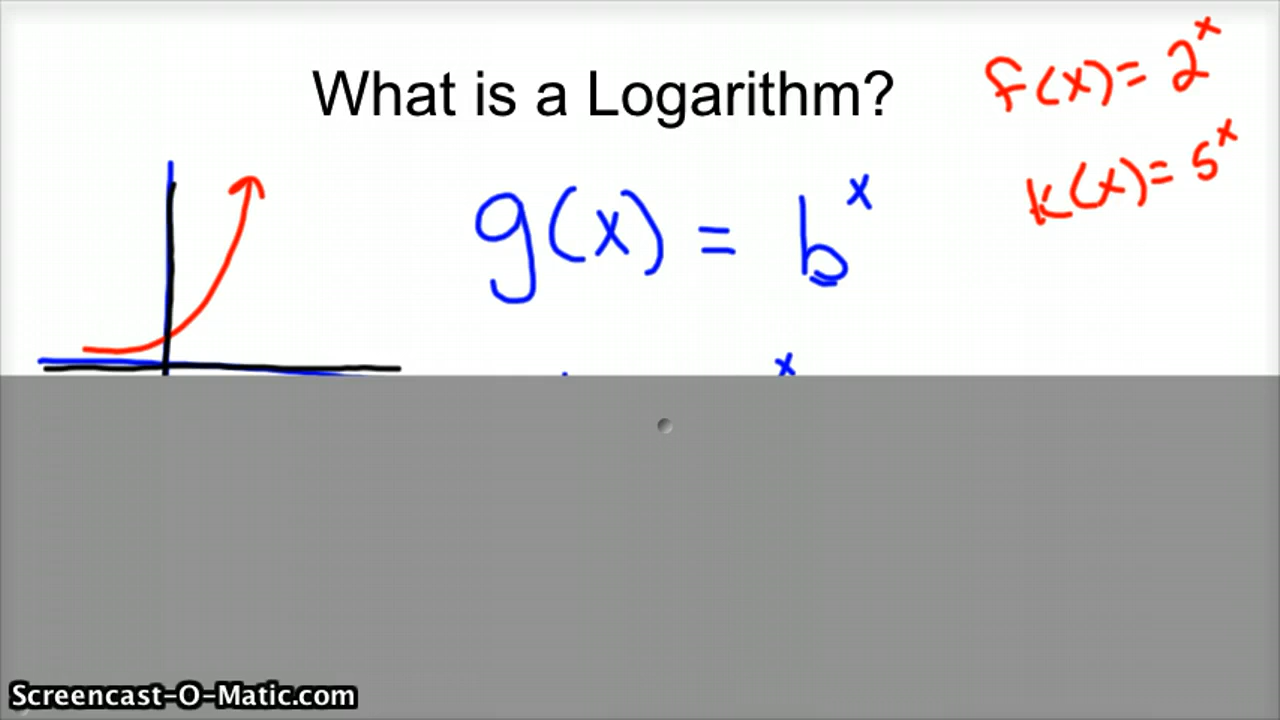 What is a Logarithm?
f(x) = 2^x
k(x) = 5^x
g(x) = b^x
x
Screencast-O-Matic.com